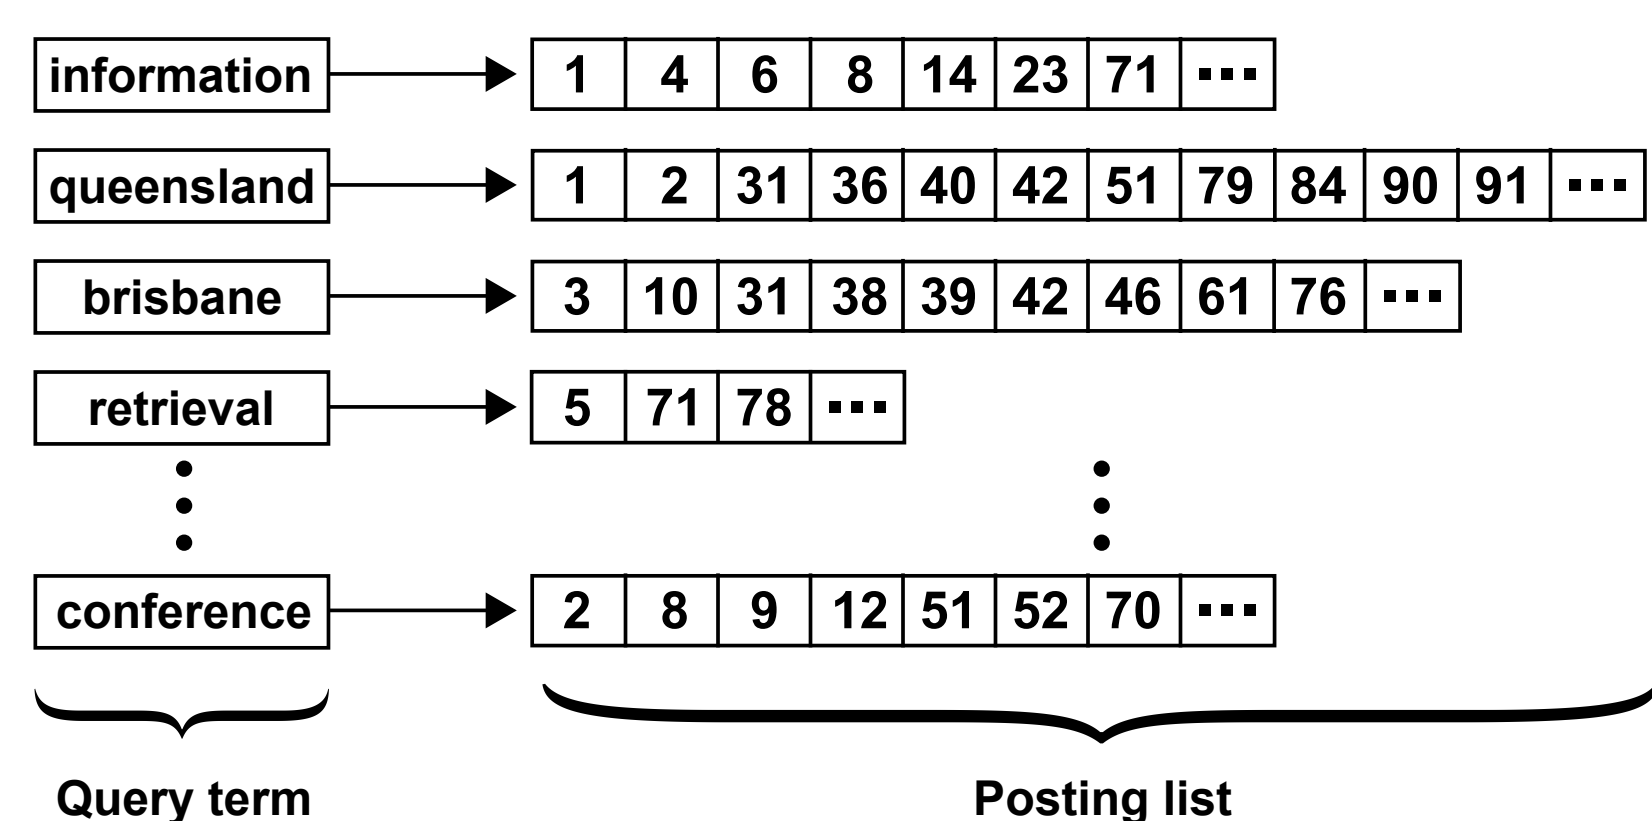 information 1 4 6 8 14 23 71 ...
queensland 1 2 31 36 40 42 51 79 84 90 91 ...
brisbane 3 10 31 38 39 42 46 61 76 ...
retrieval 5 71 78 ...
conference 2 8 9 12 51 52 70 ...
Query term Posting list